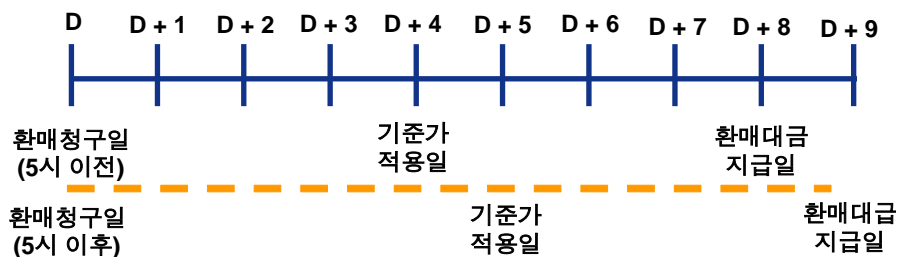 D D + 1 D + 2 D + 3 D + 4 D + 5 D + 6 D + 7 D + 8 D + 9
환매청구일 기준가 환매대금
(5시 이전) 적용일 지급일
환매청구일 기준가 환매대급
(5시 이후) 적용일 지급일